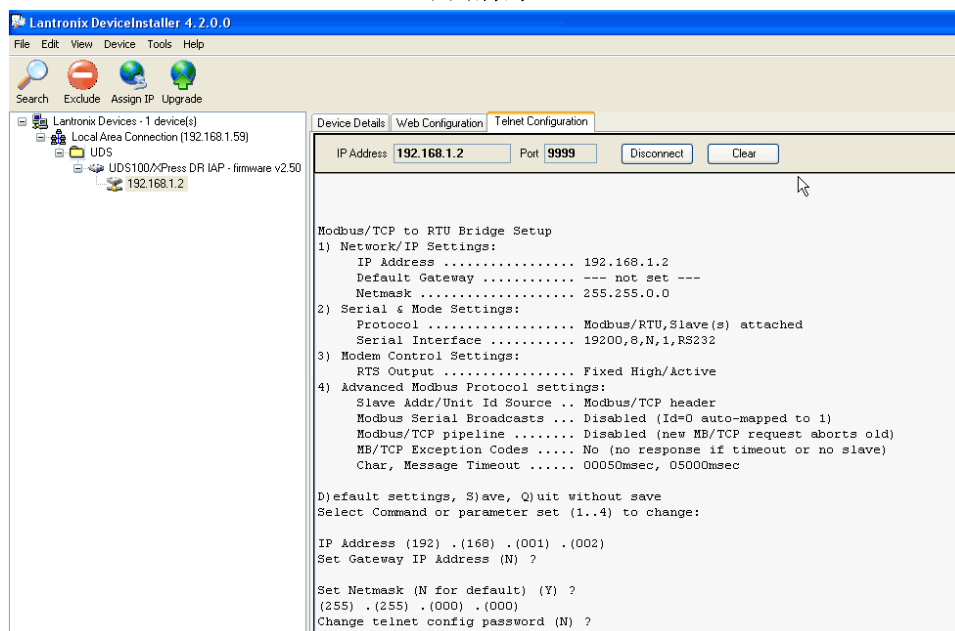 Lantronix DeviceInstaller 4.2.0.0
File Edit View Device Tools Help
Search Exclude Assign IP Upgrade
Lantronix Devices - 1 device(s)
Local Area Connection (192.168.1.59)
UDS
UDS100/XPress DR IAP - firmware v2.50
192.168.1.2
Device Details Web Configuration Telnet Configuration
IP Address 192.168.1.2 Port 9999 Disconnect Clear
Modbus/TCP to RTU Bridge Setup
1) Network/IP Settings:
IP Address ................. 192.168.1.2
Default Gateway ............ --- not set ---
Netmask .................... 255.255.0.0
2) Serial & Mode Settings:
Protocol ................... Modbus/RTU,Slave(s) attached
Serial Interface ........... 19200,8,N,1,RS232
3) Modem Control Settings:
RTS Output ................. Fixed High/Active
4) Advanced Modbus Protocol settings:
Slave Addr/Unit Id Source .. Modbus/TCP header
Modbus Serial Broadcasts ... Disabled (Id=0 auto-mapped to 1)
Modbus/TCP pipeline ........ Disabled (new MB/TCP request aborts old)
MB/TCP Exception Codes ..... No (no response if timeout or no slave)
Char, Message Timeout ...... 00050msec, 05000msec
D)efault settings, S)ave, Q)uit without save
Select Command or parameter set (1..4) to change:
IP Address (192) .(168) .(001) .(002)
Set Gateway IP Address (N) ?
Set Netmask (N for default) (Y) ?
(255) .(255) .(000) .(000)
Change telnet config password (N) ?